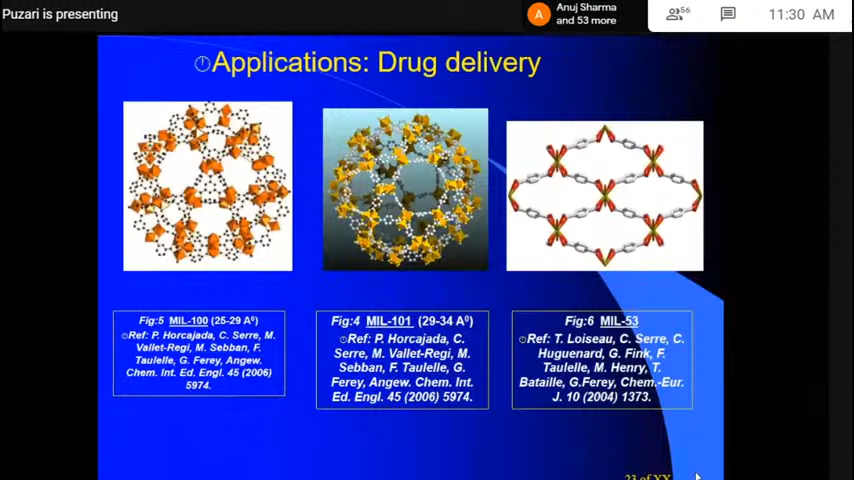 Puzari is presenting
A
Anuj Sharma
and 53 more
56
11:30 AM
Applications: Drug delivery
Fig:5 MIL-100 (25-29 A⁰)
Ref: P. Horcajada, C. Serre, M.
Vallet-Regi, M. Sebban, F.
Taulelle, G. Ferey, Angew.
Chem. Int. Ed. Engl. 45 (2006)
5974.
Fig:4 MIL-101 (29-34 A⁰)
Ref: P. Horcajada, C.
Serre, M. Vallet-Regi, M.
Sebban, F. Taulelle, G.
Ferey, Angew. Chem. Int.
Ed. Engl. 45 (2006) 5974.
Fig:6 MIL-53
Ref: T. Loiseau, C. Serre, C.
Huguenard, G. Fink, F.
Taulelle, M. Henry, T.
Bataille, G.Ferey, Chem.-Eur.
J. 10 (2004) 1373.
23 of XX